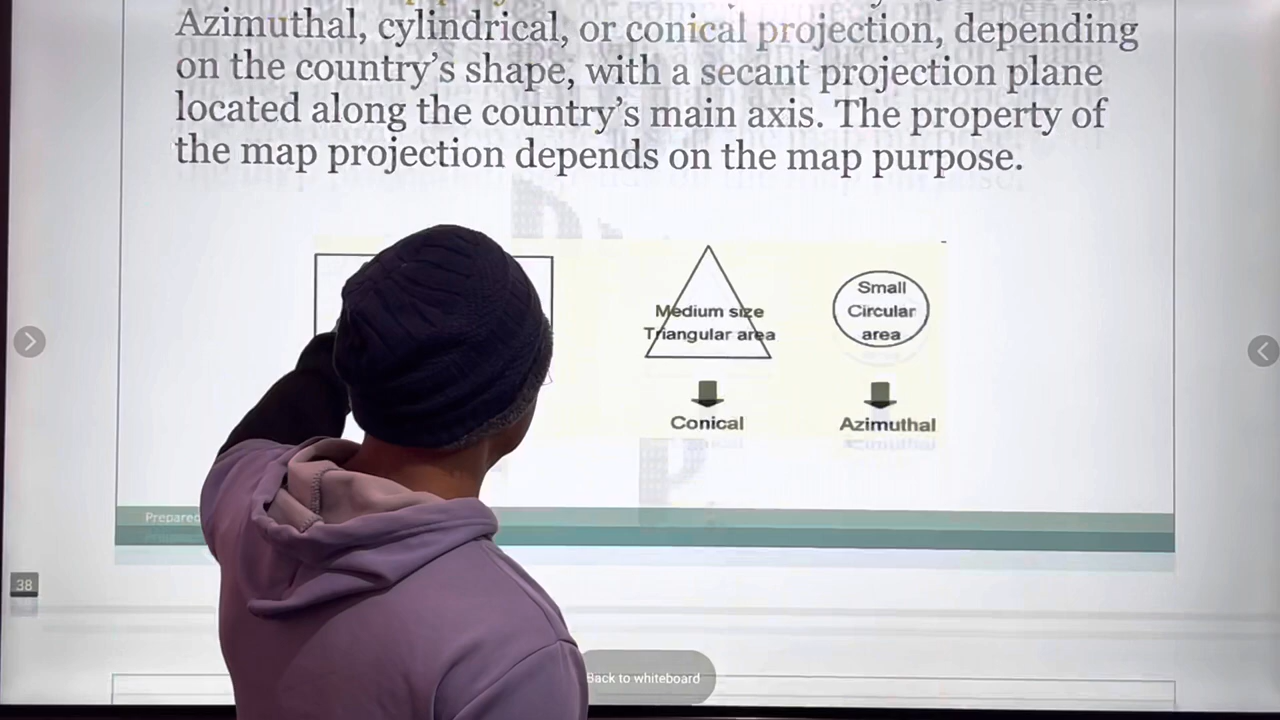 Azimuthal, cylindrical, or conical projection, depending
on the country's shape, with a secant projection plane
located along the country's main axis. The property of
the map projection depends on the map purpose.
Medium size
Triangular area
Conical
Small
Circular
area
Azimuthal
Prepared
38
Back to whiteboard